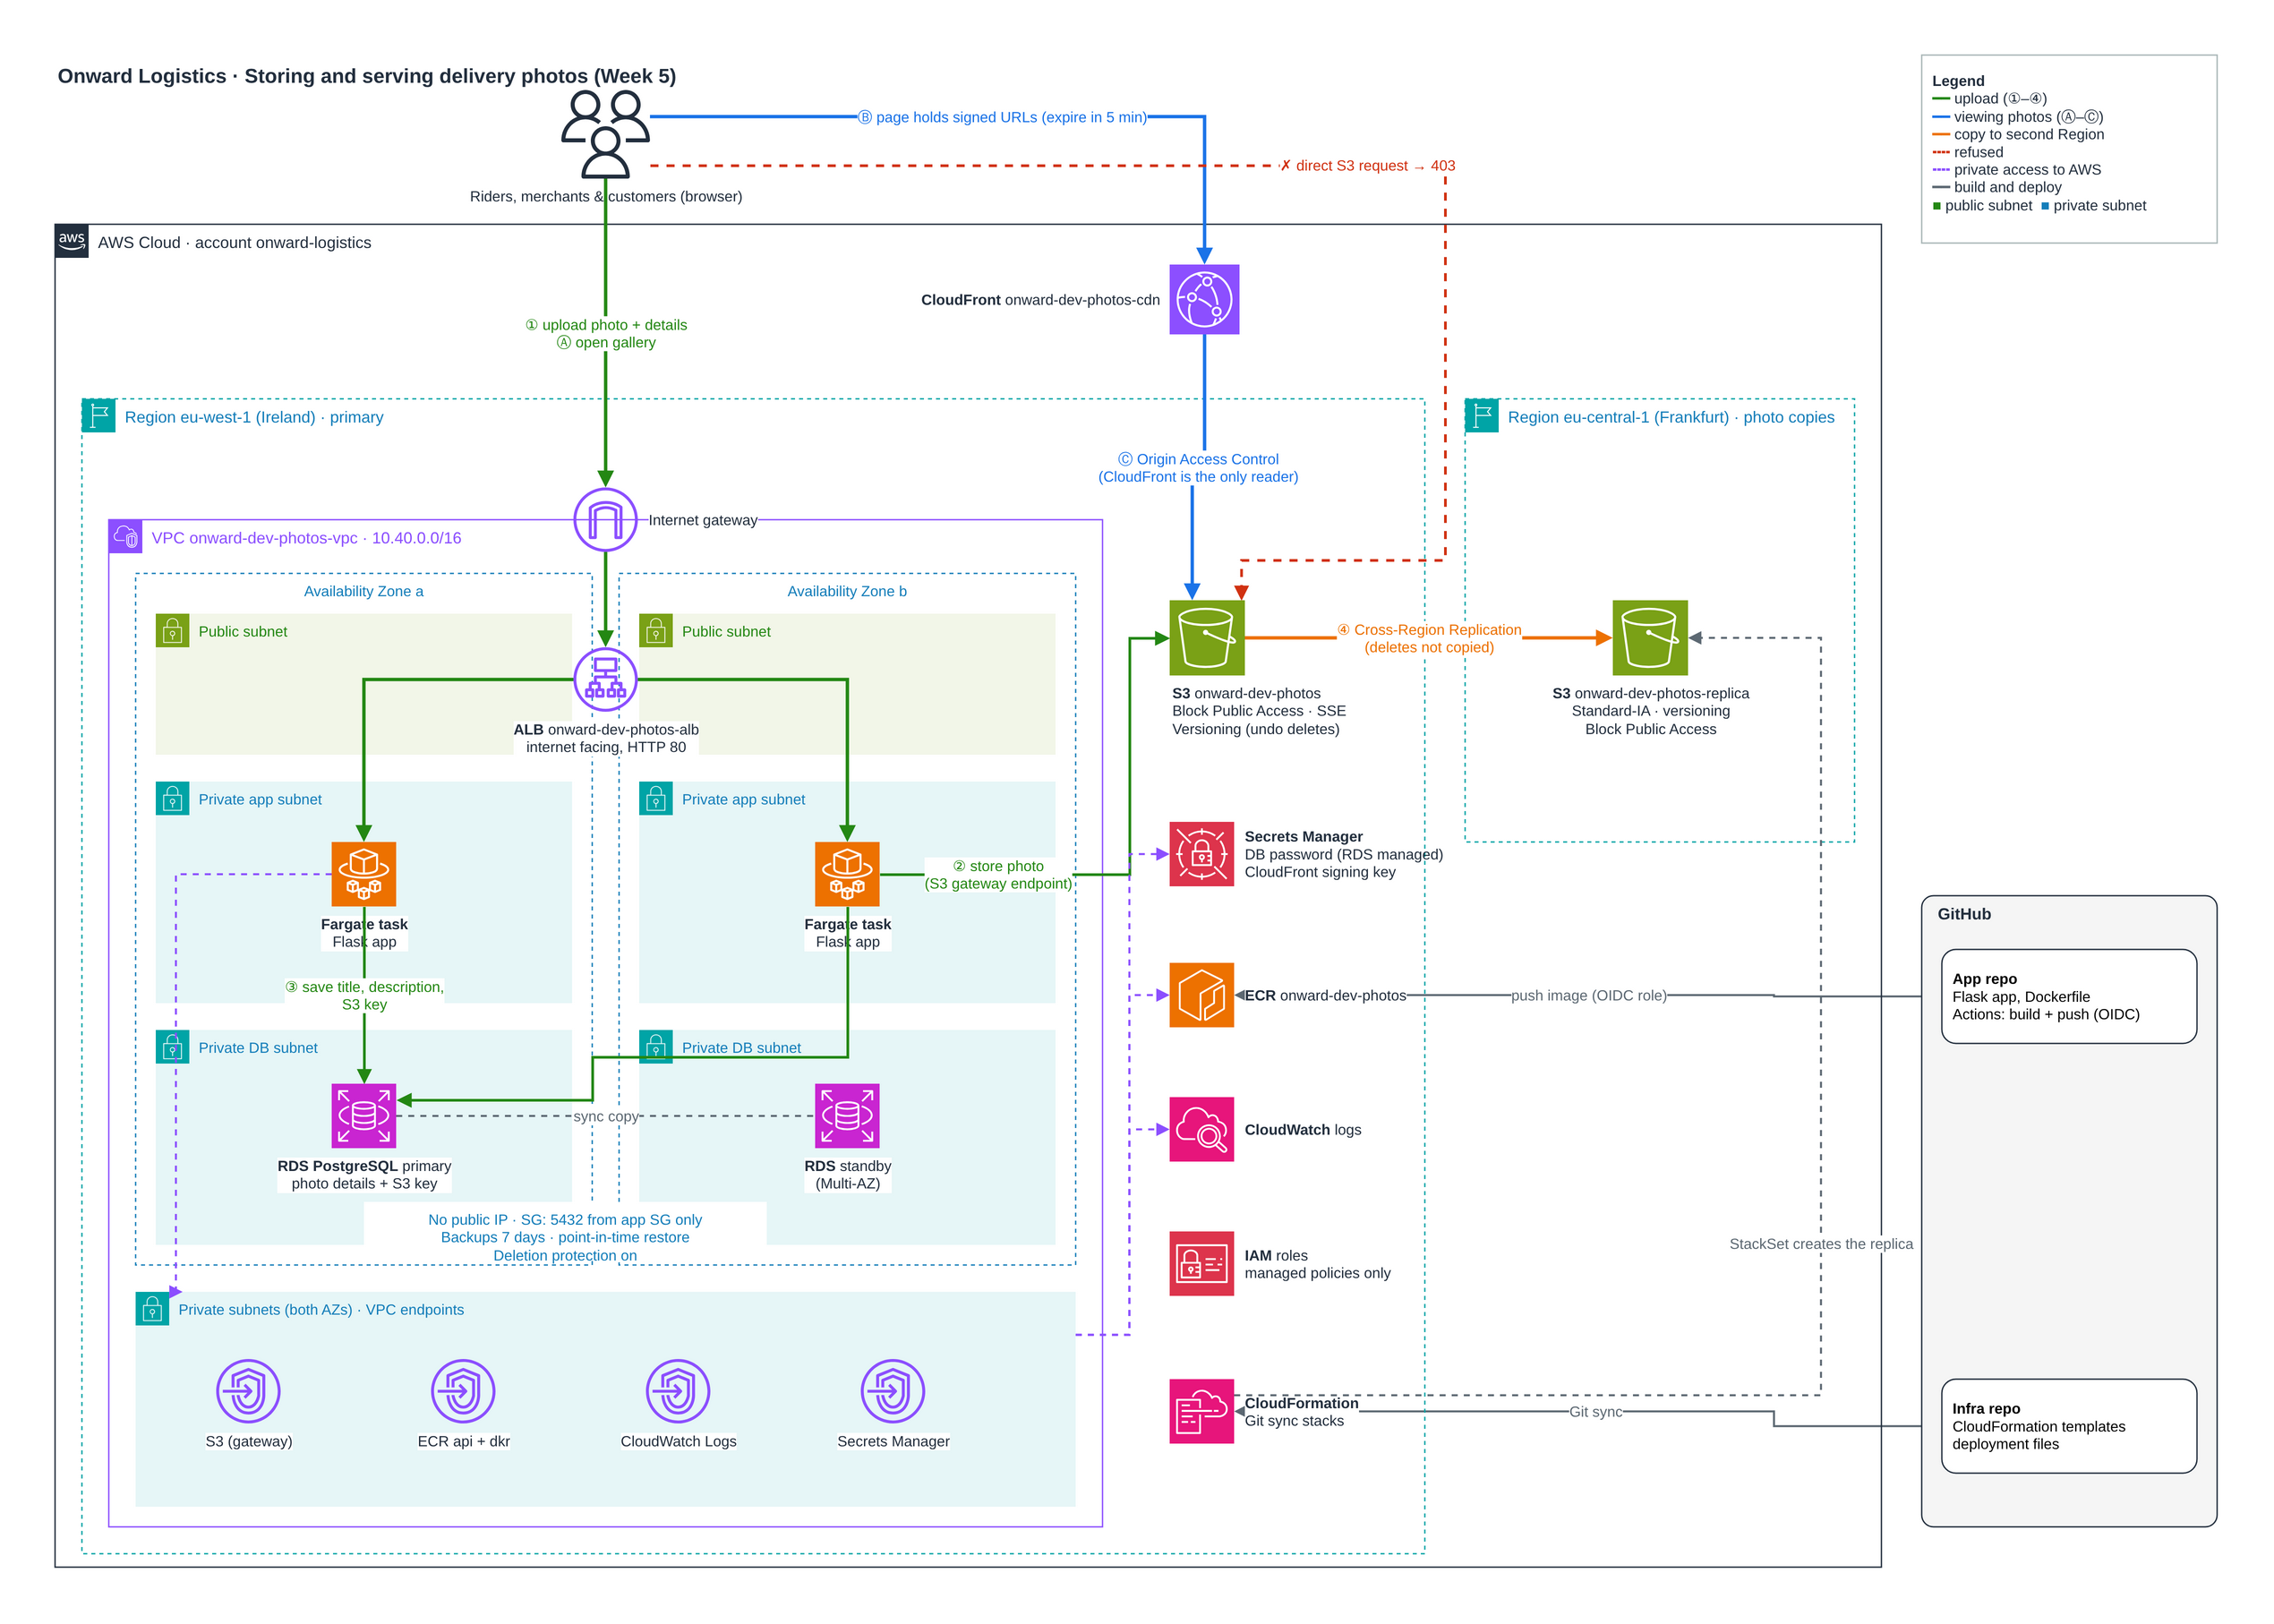 Onward Logistics · Storing and serving delivery photos (Week 5)
Ⓑ page holds signed URLs (expire in 5 min)
✗ direct S3 request → 403
Riders, merchants & customers (browser)
Legend
upload (①–④)
viewing photos (Ⓐ–Ⓒ)
copy to second Region
refused
private access to AWS
build and deploy
public subnet private subnet
aws
AWS Cloud · account onward-logistics
CloudFront onward-dev-photos-cdn
① upload photo + details
Ⓐ open gallery
Region eu-west-1 (Ireland) · primary
Region eu-central-1 (Frankfurt) · photo copies
Ⓒ Origin Access Control
(CloudFront is the only reader)
Internet gateway
VPC onward-dev-photos-vpc · 10.40.0.0/16
Availability Zone a
Availability Zone b
Public subnet
Public subnet
④ Cross-Region Replication
(deletes not copied)
ALB onward-dev-photos-alb
internet facing, HTTP 80
S3 onward-dev-photos
Block Public Access · SSE
Versioning (undo deletes)
S3 onward-dev-photos-replica
Standard-IA · versioning
Block Public Access
Private app subnet
Private app subnet
Secrets Manager
DB password (RDS managed)
CloudFront signing key
② store photo
(S3 gateway endpoint)
Fargate task
Flask app
Fargate task
Flask app
③ save title, description,
S3 key
ECR onward-dev-photos
push image (OIDC role)
GitHub
App repo
Flask app, Dockerfile
Actions: build + push (OIDC)
Private DB subnet
Private DB subnet
sync copy
RDS PostgreSQL primary
photo details + S3 key
RDS standby
(Multi-AZ)
CloudWatch logs
No public IP · SG: 5432 from app SG only
Backups 7 days · point-in-time restore
Deletion protection on
IAM roles
managed policies only
StackSet creates the replica
Private subnets (both AZs) · VPC endpoints
S3 (gateway)
ECR api + dkr
CloudWatch Logs
Secrets Manager
CloudFormation
Git sync stacks
Git sync
Infra repo
CloudFormation templates
deployment files